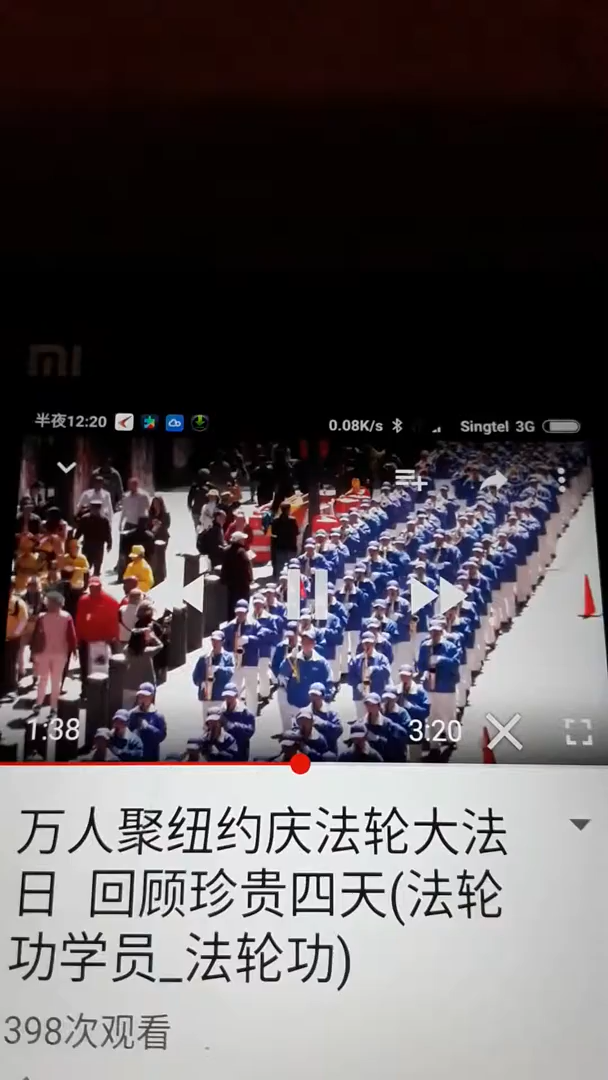 MI
半夜12:20
0.08K/s
Singtel 3G
1:38
3:20
万人聚纽约庆法轮大法
日 回顾珍贵四天(法轮
功学员_法轮功)
398次观看